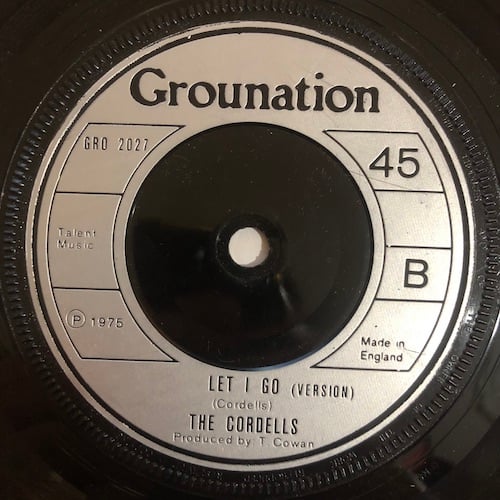 Grounation
GRO 2027
45
Talent
Music
B
Ⓟ 1975
Made in
England
LET I GO (VERSION)
(Cordells)
THE CORDELLS
Produced by: T. Cowan